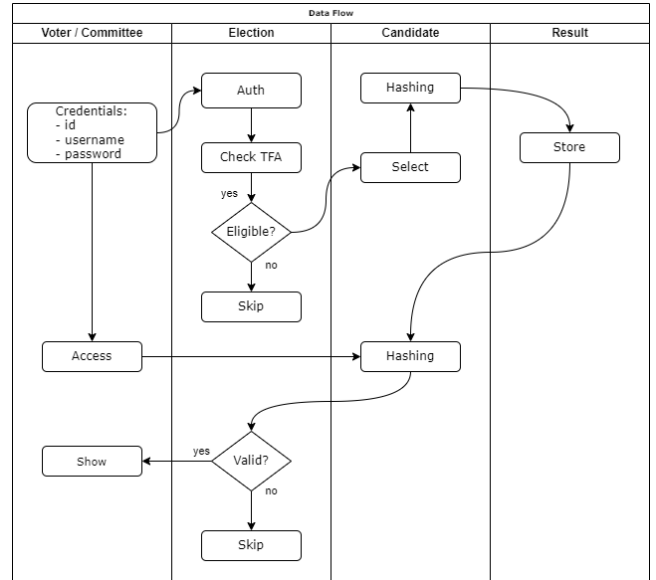 Data Flow
Voter / Committee
Election
Candidate
Result
Credentials:
- id
- username
- password
Auth
Hashing
Check TFA
Select
Store
yes
Eligible?
no
Skip
Access
Hashing
Show
yes
Valid?
no
Skip